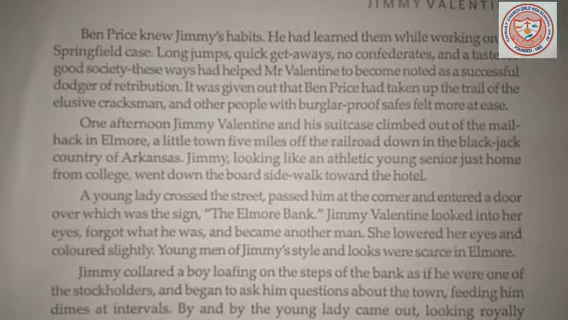 JIMMY VALENTI
Ben Price knew Jimmy's habits. He had learned them while working on
Springfield case. Long jumps, quick get-aways, no confederates, and a taste
good society-these ways had helped Mr Valentine to become noted as a successful
dodger of retribution. It was given out that Ben Price had taken up the trail of the
elusive cracksman, and other people with burglar-proof safes felt more at ease.
One afternoon Jimmy Valentine and his suitcase climbed out of the mail-
hack in Elmore, a little town five miles off the railroad down in the black-jack
country of Arkansas. Jimmy, looking like an athletic young senior just home
from college, went down the board side-walk toward the hotel.
A young lady crossed the street, passed him at the corner and entered a door
over which was the sign, "The Elmore Bank." Jimmy Valentine looked into her
eyes, forgot what he was, and became another man. She lowered her eyes and
coloured slightly. Young men of Jimmy's style and looks were scarce in Elmore.
Jimmy collared a boy loafing on the steps of the bank as if he were one of
the stockholders, and began to ask him questions about the town, feeding him
dimes at intervals. By and by the young lady came out, looking royally